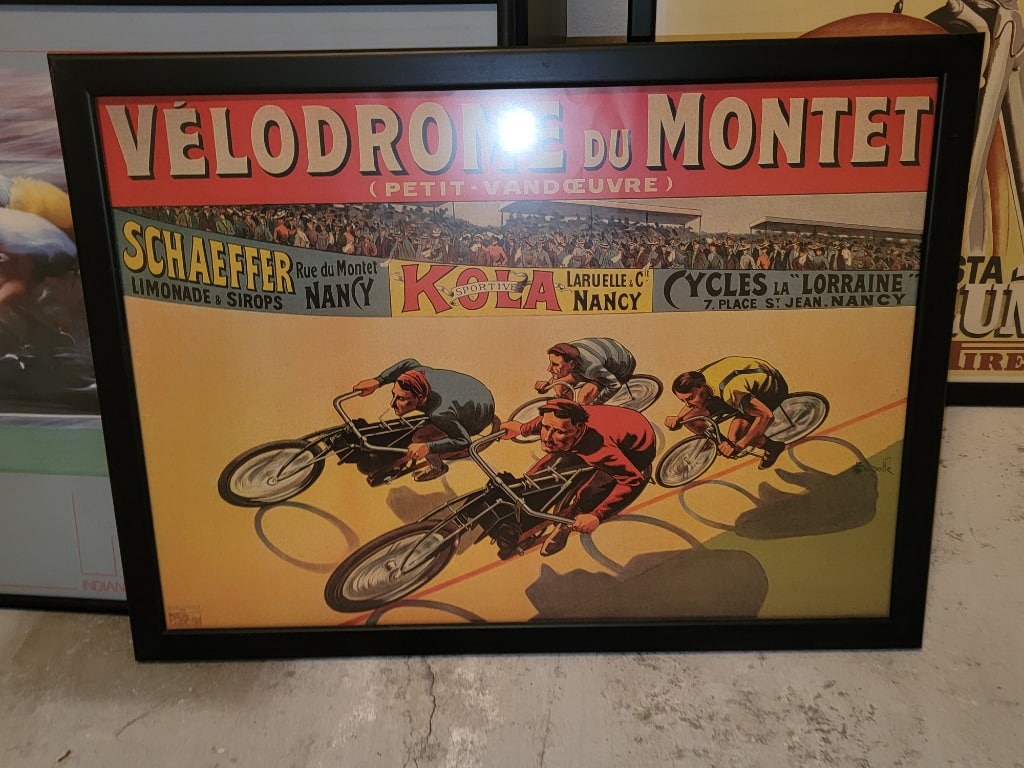 VÉLODROME DU MONTET
(PETIT-VANDŒUVRE)
SCHAEFFER
LIMONADE & SIROPS
Rue du Montet
NANCY
KOLA
SPORTIVE
LARUELLE & Cie
NANCY
CYCLES LA "LORRAINE"
7, PLACE St JEAN. NANCY
INDIAN